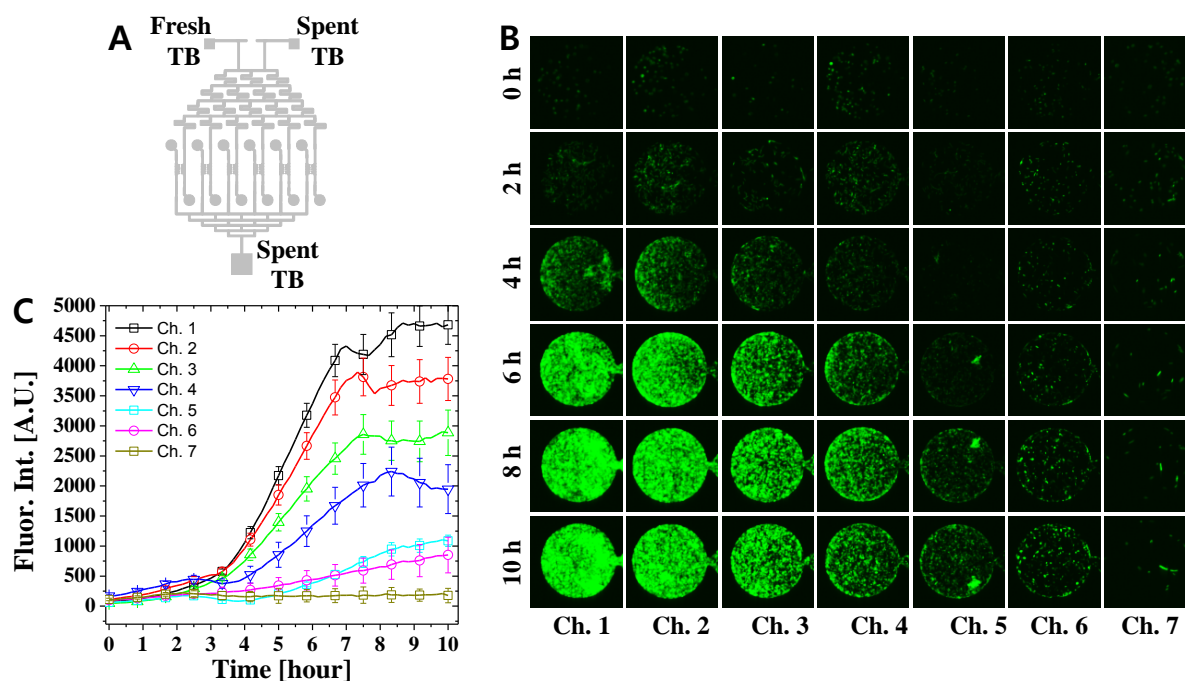 A
Fresh TB
Spent TB
Spent TB
B
0 h
2 h
4 h
6 h
8 h
10 h
Ch. 1 Ch. 2 Ch. 3 Ch. 4 Ch. 5 Ch. 6 Ch. 7
C
Fluor. Int. [A.U.]
5000
4500
4000
3500
3000
2500
2000
1500
1000
500
0
Ch. 1
Ch. 2
Ch. 3
Ch. 4
Ch. 5
Ch. 6
Ch. 7
0 1 2 3 4 5 6 7 8 9 10
Time [hour]